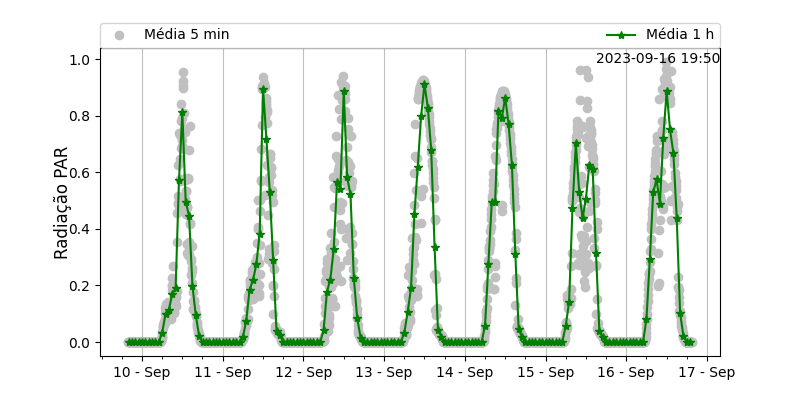 Média 5 min
Média 1 h
2023-09-16 19:50
1.0
0.8
0.6
0.4
0.2
0.0
Radiação PAR
10 - Sep
11 - Sep
12 - Sep
13 - Sep
14 - Sep
15 - Sep
16 - Sep
17 - Sep